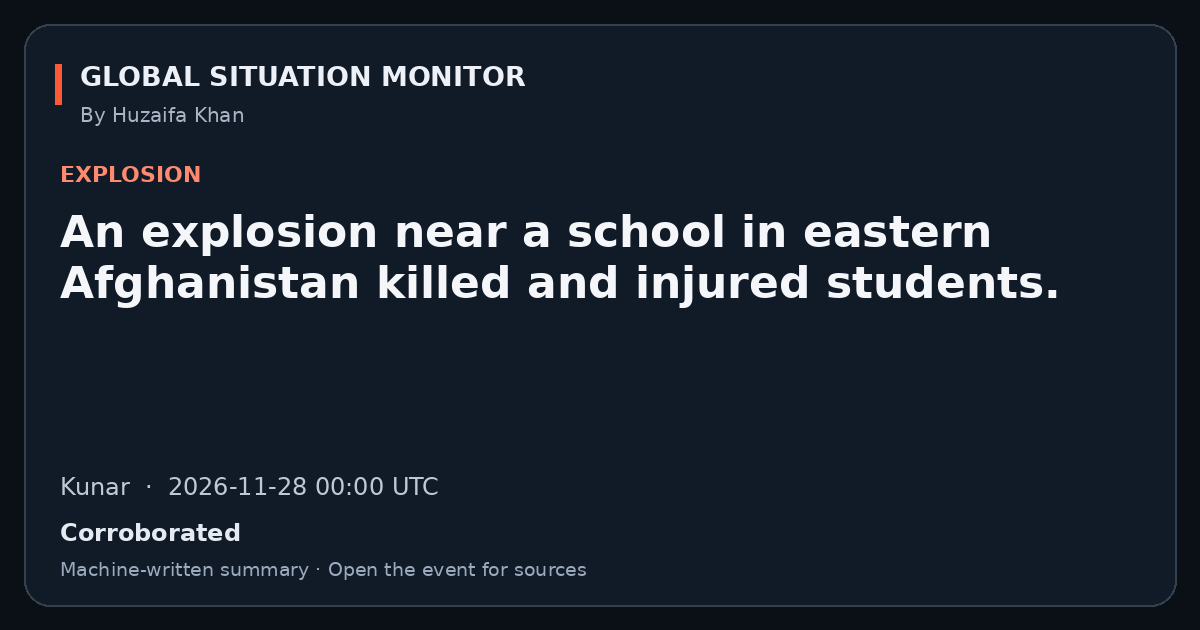 GLOBAL SITUATION MONITOR
By Huzaifa Khan
EXPLOSION
An explosion near a school in eastern
Afghanistan killed and injured students.
Kunar · 2026-11-28 00:00 UTC
Corroborated
Machine-written summary · Open the event for sources